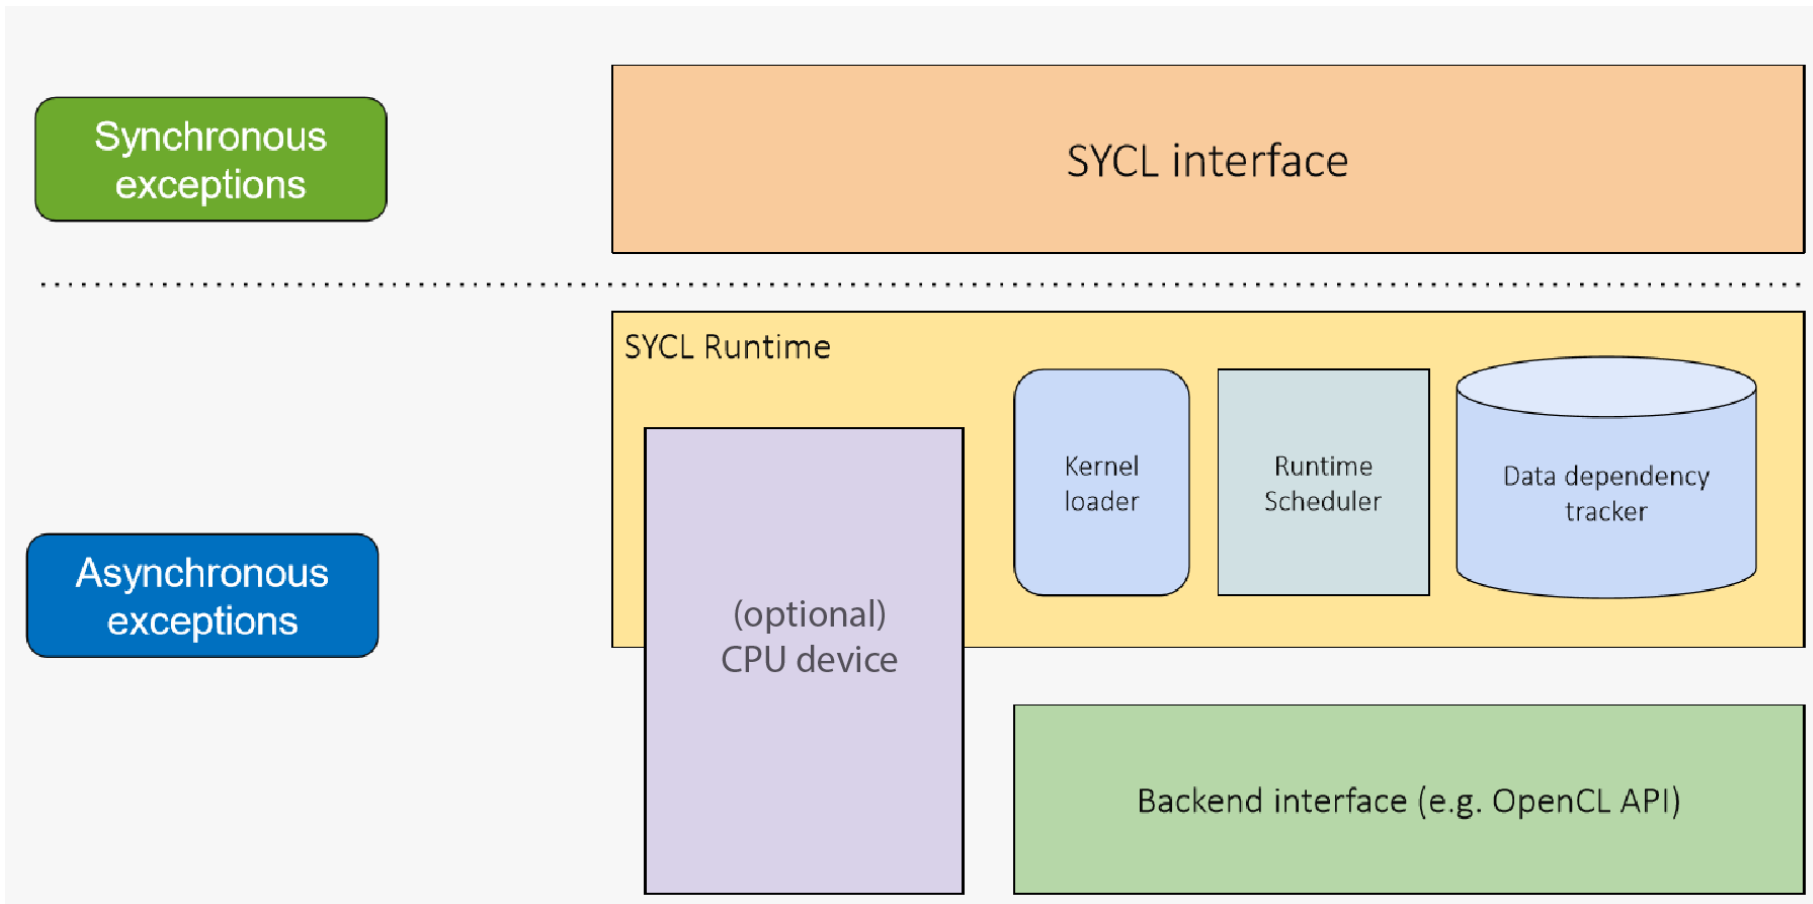 Synchronous
exceptions
SYCL interface
SYCL Runtime
Kernel
loader
Runtime
Scheduler
Data dependency
tracker
Asynchronous
exceptions
(optional)
CPU device
Backend interface (e.g. OpenCL API)